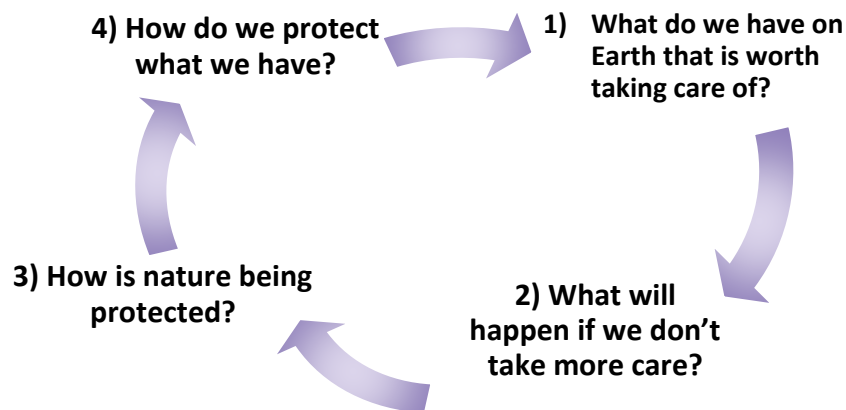 1) What do we have on
Earth that is worth
taking care of?
2) What will
happen if we don’t
take more care?
3) How is nature being
protected?
4) How do we protect
what we have?